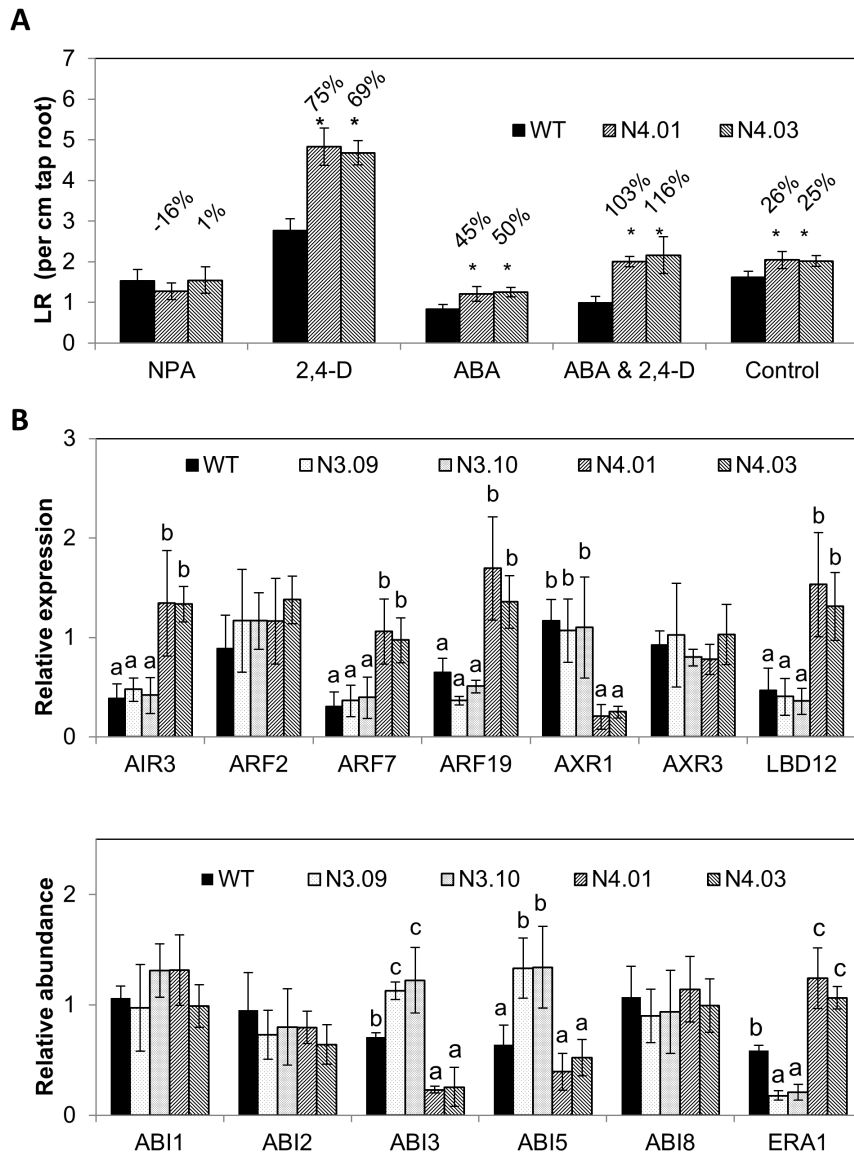 A
7
6
5
4
3
2
1
0
LR (per cm tap root)
WT N4.01 N4.03
-16% 1%
75% 69%
* *
45% 50%
* *
103% 116%
* *
26% 25%
* *
NPA 2,4-D ABA ABA & 2,4-D Control
B
3
2
1
0
Relative expression
WT N3.09 N3.10 N4.01 N4.03
a a a b b
a a a b b
a a a b b
b b b a a
a a a b b
AIR3 ARF2 ARF7 ARF19 AXR1 AXR3 LBD12
2
1
0
Relative abundance
WT N3.09 N3.10 N4.01 N4.03
b c c a a
a b b a a
b a a c c
ABI1 ABI2 ABI3 ABI5 ABI8 ERA1